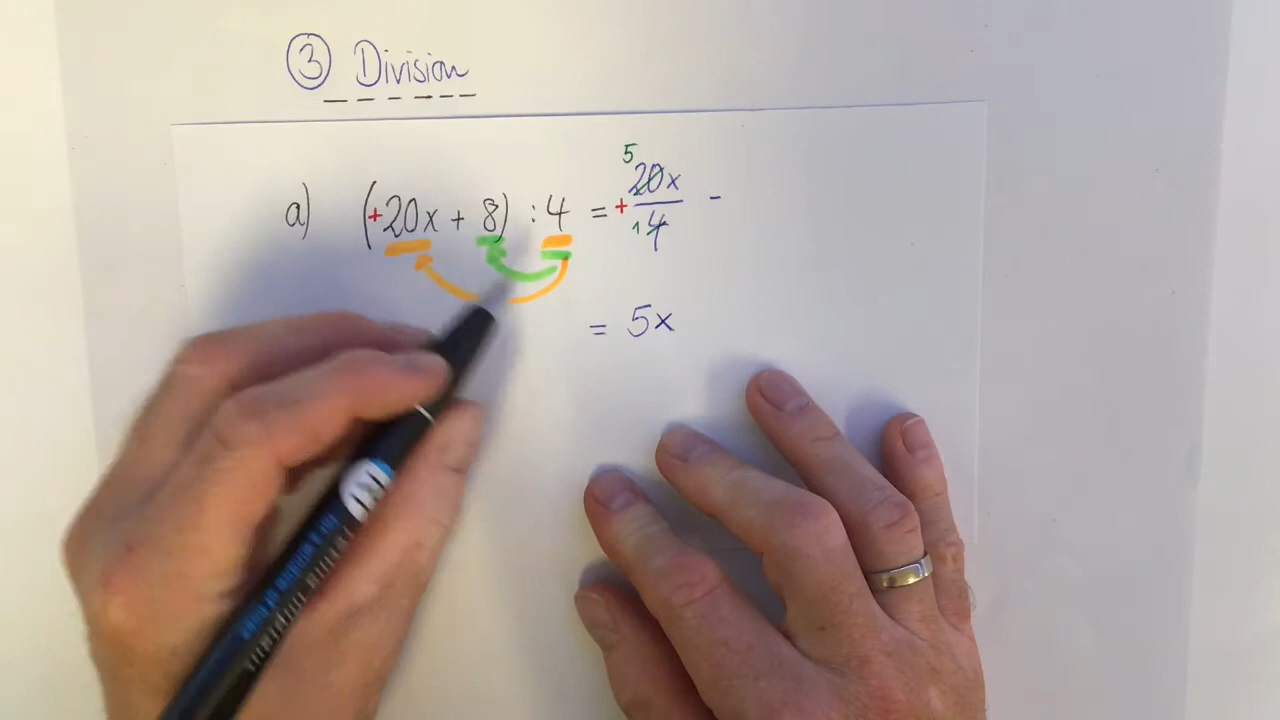 ③ Division
a) (+20x + 8) : 4 = + 5 20x / 1 4 -
= 5x